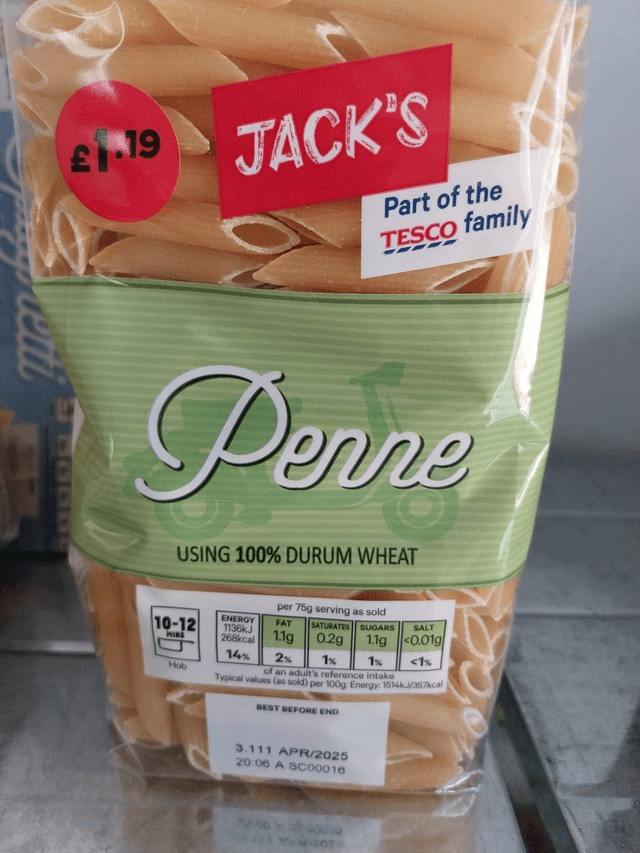 £1.19
JACK'S
Part of the
TESCO family
Penne
USING 100% DURUM WHEAT
per 75g serving as sold
10-12
MINS
Hob
ENERGY
1136kJ
268kcal
14%
FAT
1.1g
2%
SATURATES
0.2g
1%
SUGARS
1.1g
1%
SALT
<0.01g
<1%
of an adult's reference intake
Typical values (as sold) per 100g: Energy: 1514kJ/357kcal
BEST BEFORE END
3.111 APR/2025
20:06 A SC00016